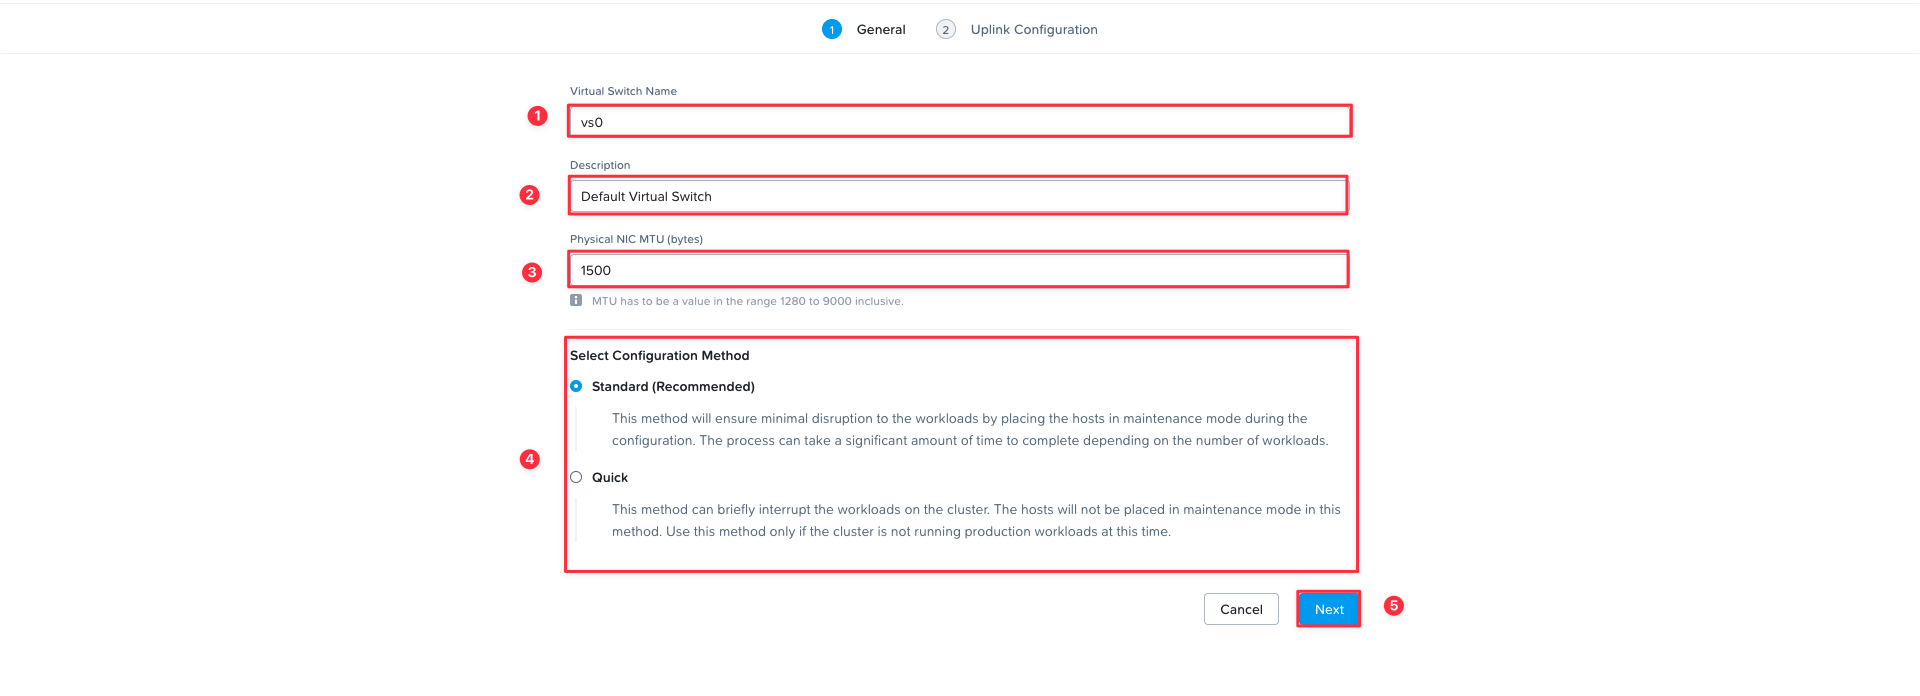 1 General 2 Uplink Configuration
Virtual Switch Name
1 vs0
Description
2 Default Virtual Switch
Physical NIC MTU (bytes)
3 1500
MTU has to be a value in the range 1280 to 9000 inclusive.
Select Configuration Method
Standard (Recommended)
This method will ensure minimal disruption to the workloads by placing the hosts in maintenance mode during the
configuration. The process can take a significant amount of time to complete depending on the number of workloads.
4
Quick
This method can briefly interrupt the workloads on the cluster. The hosts will not be placed in maintenance mode in this
method. Use this method only if the cluster is not running production workloads at this time.
Cancel Next 5